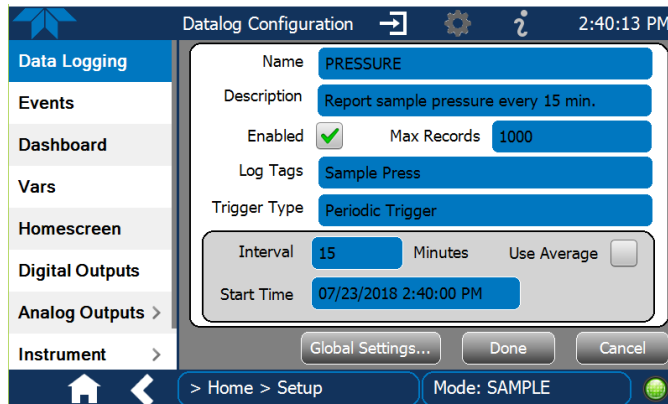 Datalog Configuration 2:40:13 PM
Data Logging
Events
Dashboard
Vars
Homescreen
Digital Outputs
Analog Outputs >
Instrument >
Name PRESSURE
Description Report sample pressure every 15 min.
Enabled Max Records 1000
Log Tags Sample Press
Trigger Type Periodic Trigger
Interval 15 Minutes Use Average
Start Time 07/23/2018 2:40:00 PM
Global Settings... Done Cancel
> Home > Setup Mode: SAMPLE